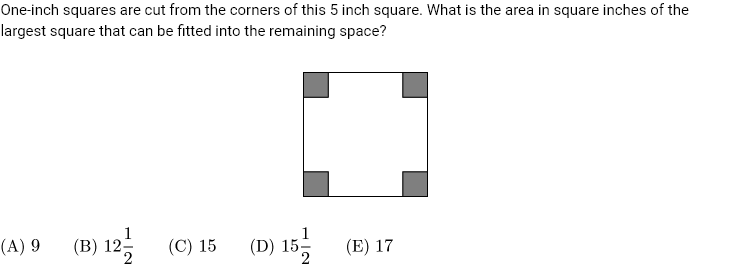 One-inch squares are cut from the corners of this 5 inch square. What is the area in square inches of the
largest square that can be fitted into the remaining space?
(A) 9 (B) 12 1/2 (C) 15 (D) 15 1/2 (E) 17